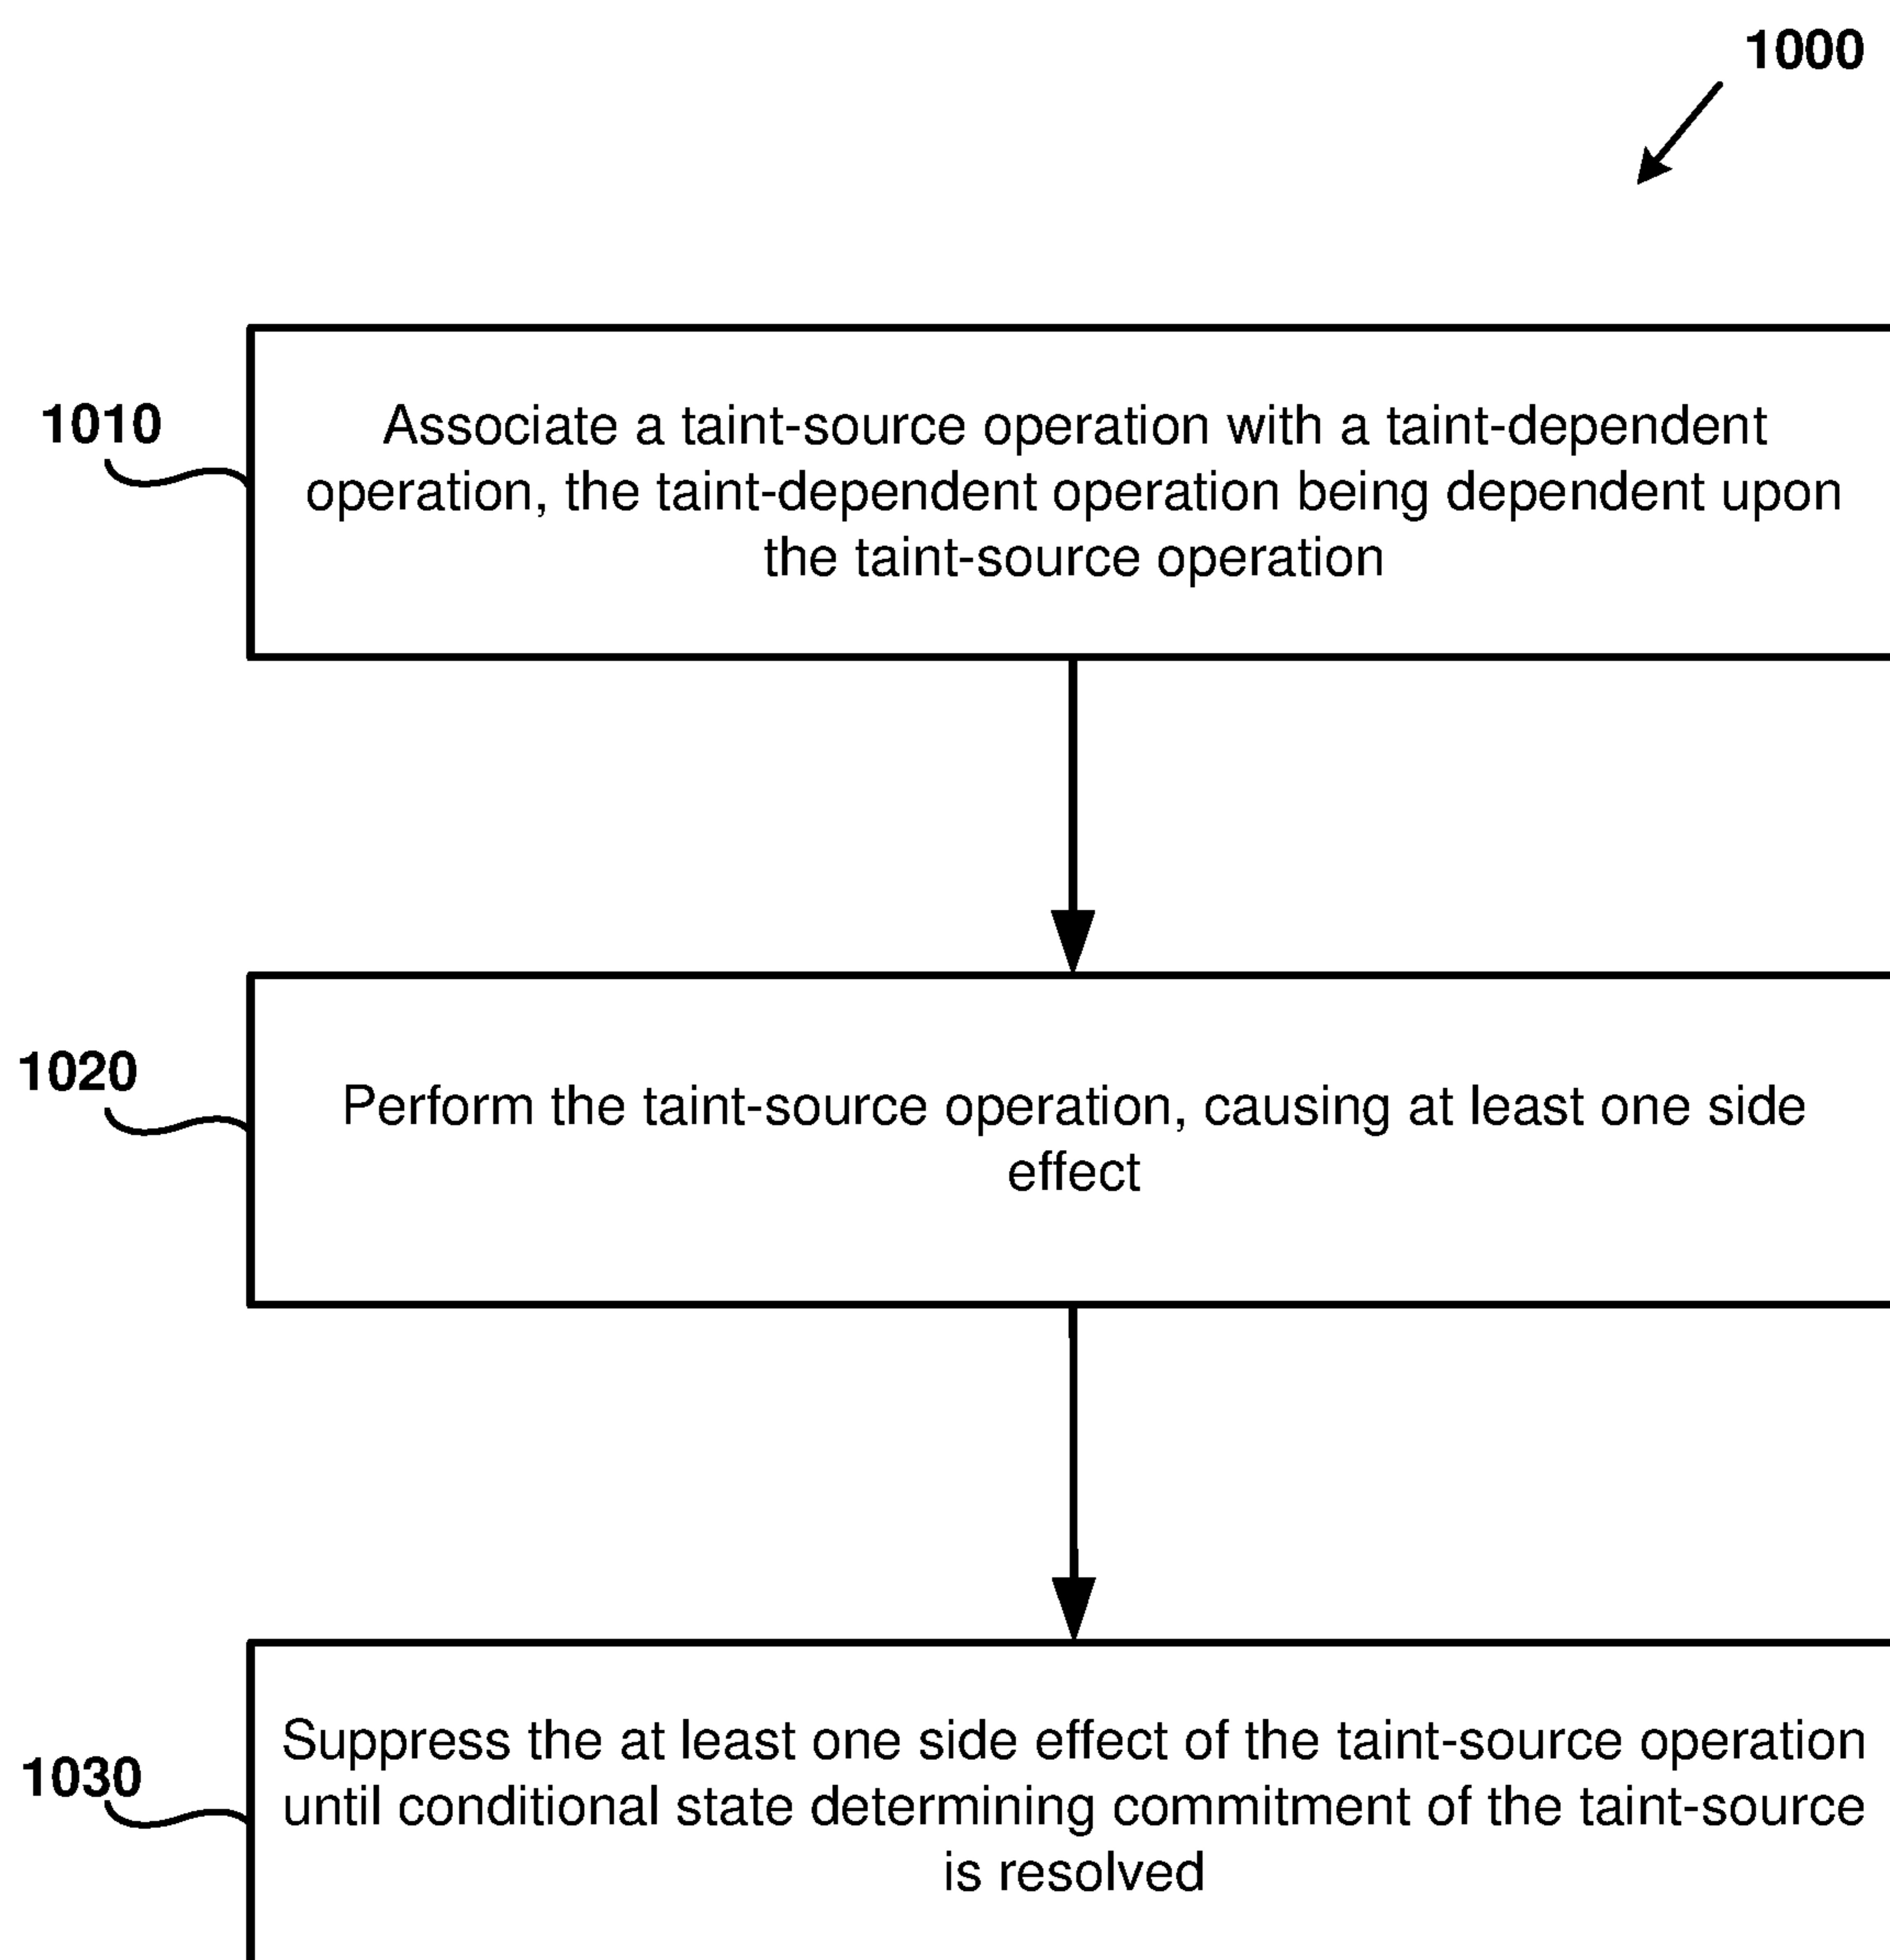 1000
1010
Associate a taint-source operation with a taint-dependent
operation, the taint-dependent operation being dependent upon
the taint-source operation
1020
Perform the taint-source operation, causing at least one side
effect
1030
Suppress the at least one side effect of the taint-source operation
until conditional state determining commitment of the taint-source
is resolved